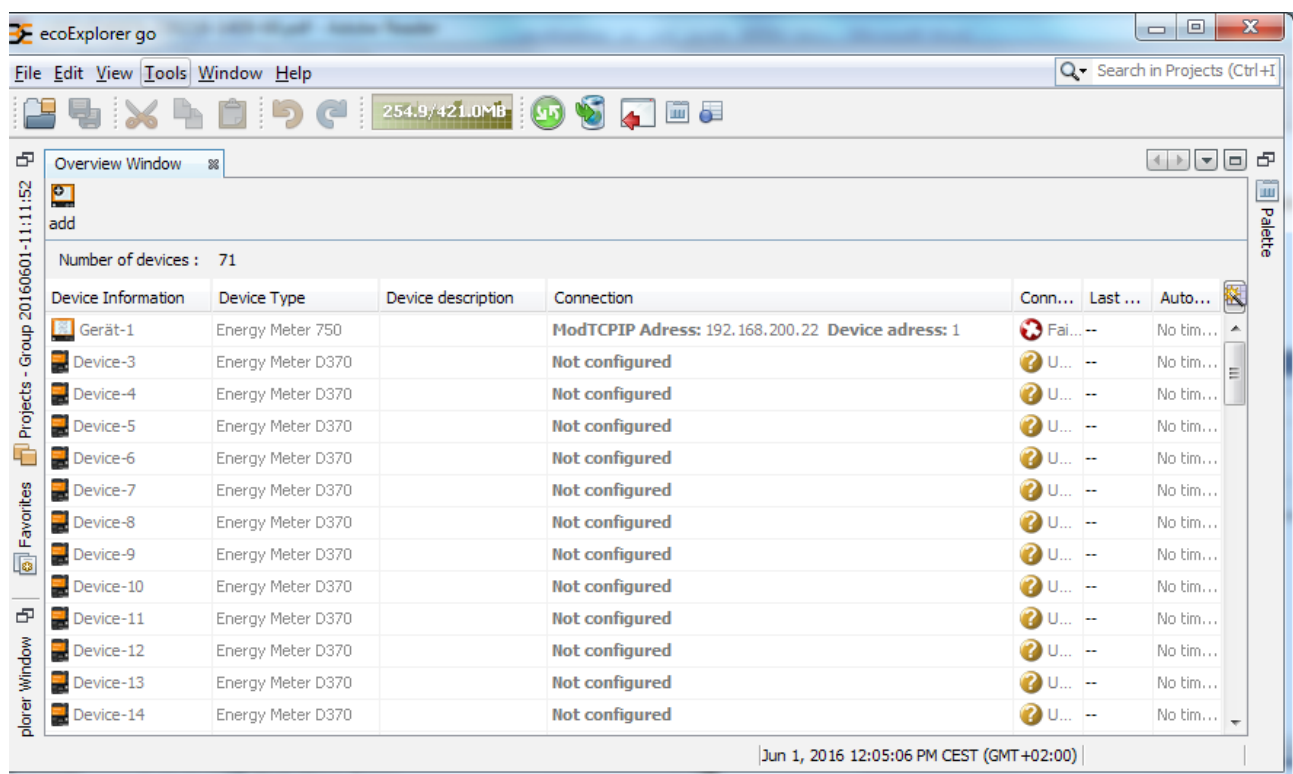 ecoExplorer go
File Edit View Tools Window Help
Search in Projects (Ctrl+I
254.9/421.0MB
Overview Window
add
Number of devices : 71
Device Information Device Type Device description Connection Conn... Last ... Auto...
Gerät-1 Energy Meter 750 ModTCPIP Adress: 192.168.200.22 Device adress: 1 Fai... -- No tim...
Device-3 Energy Meter D370 Not configured U... -- No tim...
Device-4 Energy Meter D370 Not configured U... -- No tim...
Device-5 Energy Meter D370 Not configured U... -- No tim...
Device-6 Energy Meter D370 Not configured U... -- No tim...
Device-7 Energy Meter D370 Not configured U... -- No tim...
Device-8 Energy Meter D370 Not configured U... -- No tim...
Device-9 Energy Meter D370 Not configured U... -- No tim...
Device-10 Energy Meter D370 Not configured U... -- No tim...
Device-11 Energy Meter D370 Not configured U... -- No tim...
Device-12 Energy Meter D370 Not configured U... -- No tim...
Device-13 Energy Meter D370 Not configured U... -- No tim...
Device-14 Energy Meter D370 Not configured U... -- No tim...
Projects - Group 20160601-11:11:52
Favorites
plorer Window
Palette
Jun 1, 2016 12:05:06 PM CEST (GMT+02:00)